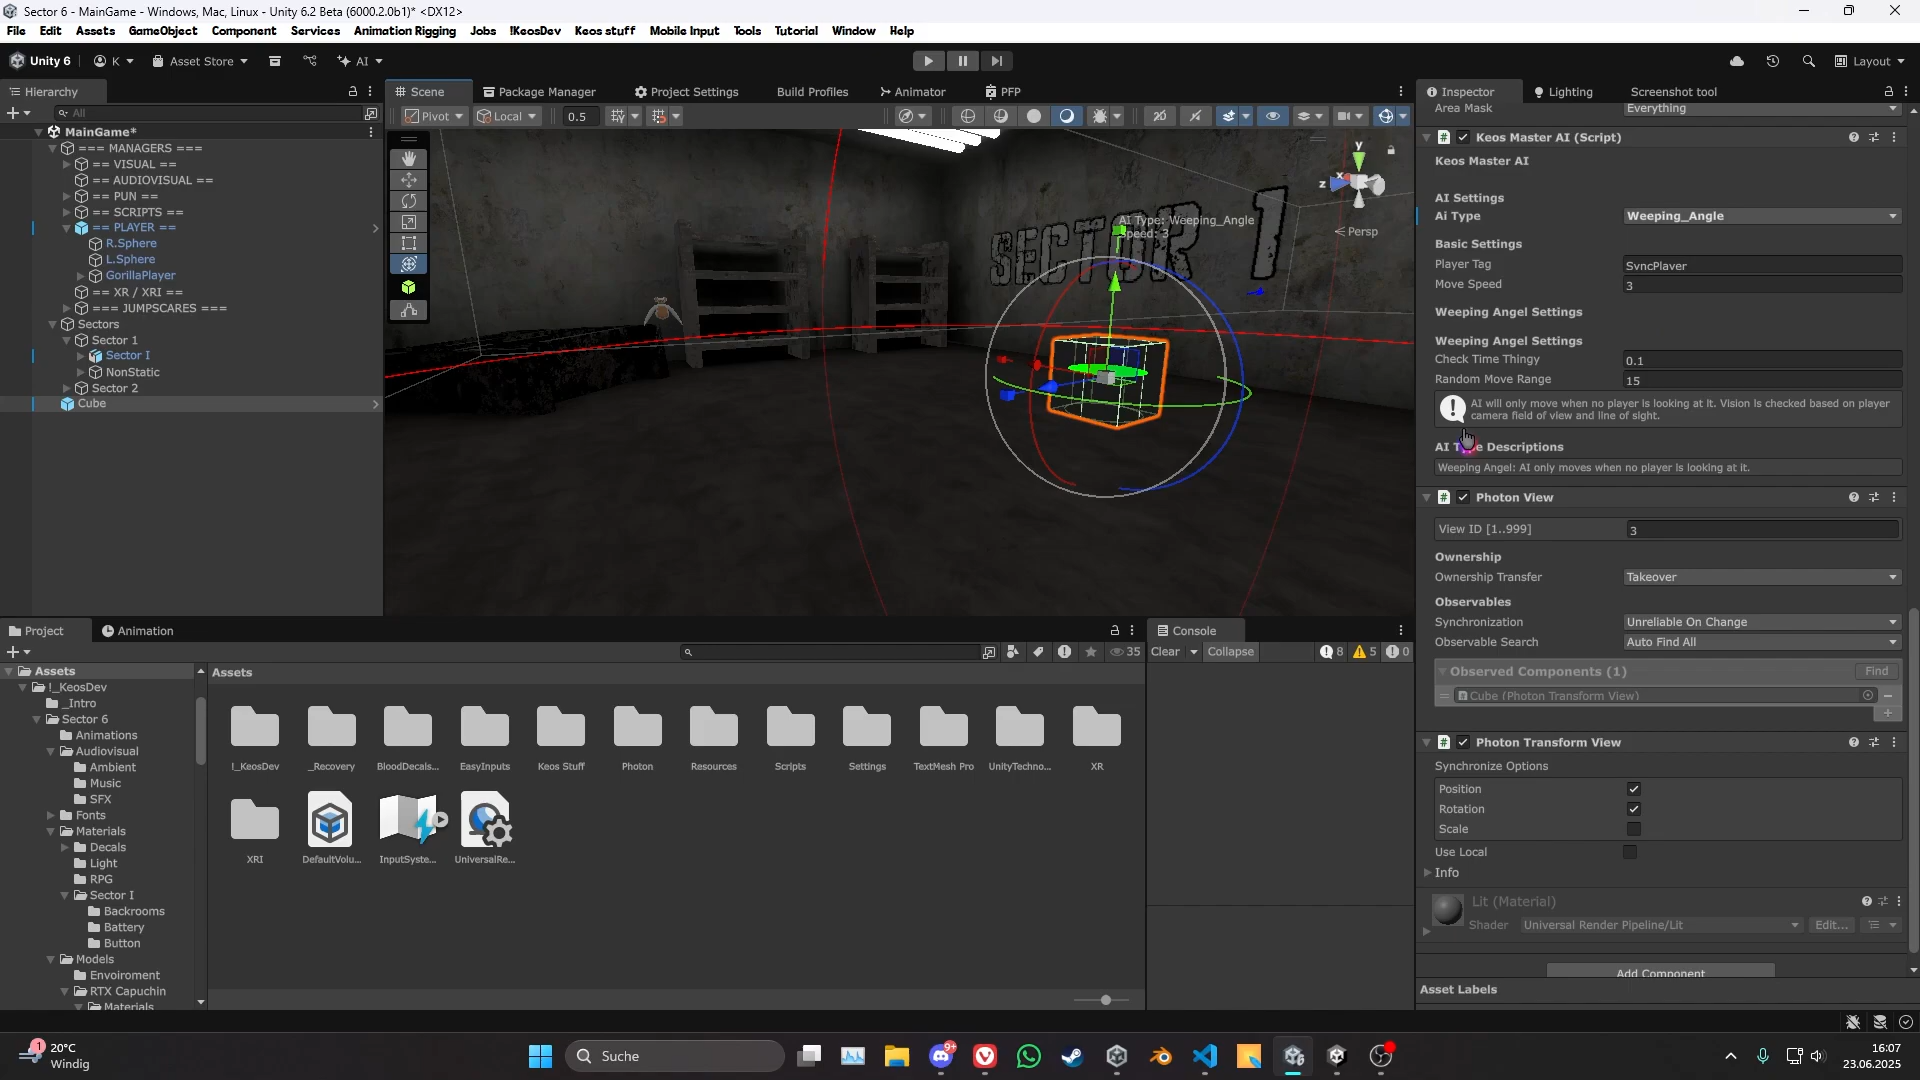 Sector 6 - MainGame - Windows, Mac, Linux - Unity 6.2 Beta (6000.2.0b1)* <DX12>
File Edit Assets GameObject Component Services Animation Rigging Jobs !KeosDev Keos stuff Mobile Input Tools Tutorial Window Help
Unity 6 K Asset Store AI Layout
Hierarchy
All
MainGame*
=== MANAGERS ===
== VISUAL ==
== AUDIOVISUAL ==
== PUN ==
== SCRIPTS ==
== PLAYER ==
R.Sphere
L.Sphere
GorillaPlayer
== XR / XRI ==
=== JUMPSCARES ===
Sectors
Sector 1
Sector I
NonStatic
Sector 2
Cube
Scene Package Manager Project Settings Build Profiles Animator PFP
Pivot Local 0.5 2D
y
x
z
Persp
AI Type: Weeping_Angle
Speed: 3
SECTOR 1
Inspector Lighting Screenshot tool
Area Mask Everything
Keos Master AI (Script)
Keos Master AI
AI Settings
Ai Type Weeping_Angle
Basic Settings
Player Tag SyncPlayer
Move Speed 3
Weeping Angel Settings
Weeping Angel Settings
Check Time Thingy 0.1
Random Move Range 15
AI will only move when no player is looking at it. Vision is checked based on player
camera field of view and line of sight.
AI Type Descriptions
Weeping Angel: AI only moves when no player is looking at it.
Photon View
View ID [1..999] 3
Ownership
Ownership Transfer Takeover
Observables
Synchronization Unreliable On Change
Observable Search Auto Find All
Observed Components (1) Find
Cube (Photon Transform View)
Photon Transform View
Synchronize Options
Position
Rotation
Scale
Use Local
Info
Lit (Material)
Shader Universal Render Pipeline/Lit Edit...
Add Component
Asset Labels
Project Animation
35
Assets
!_KeosDev
_Intro
Sector 6
Animations
Audiovisual
Ambient
Music
SFX
Fonts
Materials
Decals
Light
RPG
Sector I
Backrooms
Battery
Button
Models
Envoiroment
RTX Capuchin
Materials
Assets
!_KeosDev _Recovery BloodDecals... EasyInputs Keos Stuff Photon Resources Scripts Settings TextMesh Pro UnityTechno... XR
XRI DefaultVolu... InputSyste... UniversalRe...
Console
Clear Collapse 8 5 0
1
20°C
Windig
Suche
9+
16:07
23.06.2025